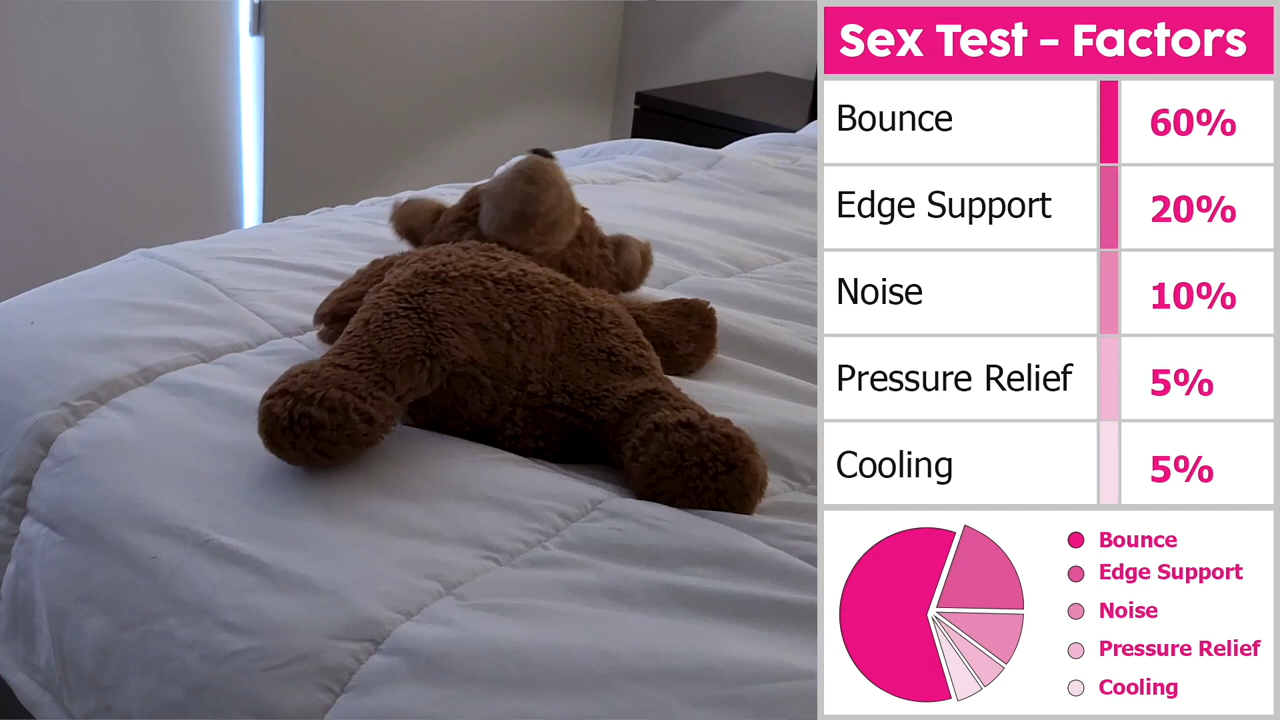 Sex Test - Factors
Bounce 60%
Edge Support 20%
Noise 10%
Pressure Relief 5%
Cooling 5%
Bounce
Edge Support
Noise
Pressure Relief
Cooling